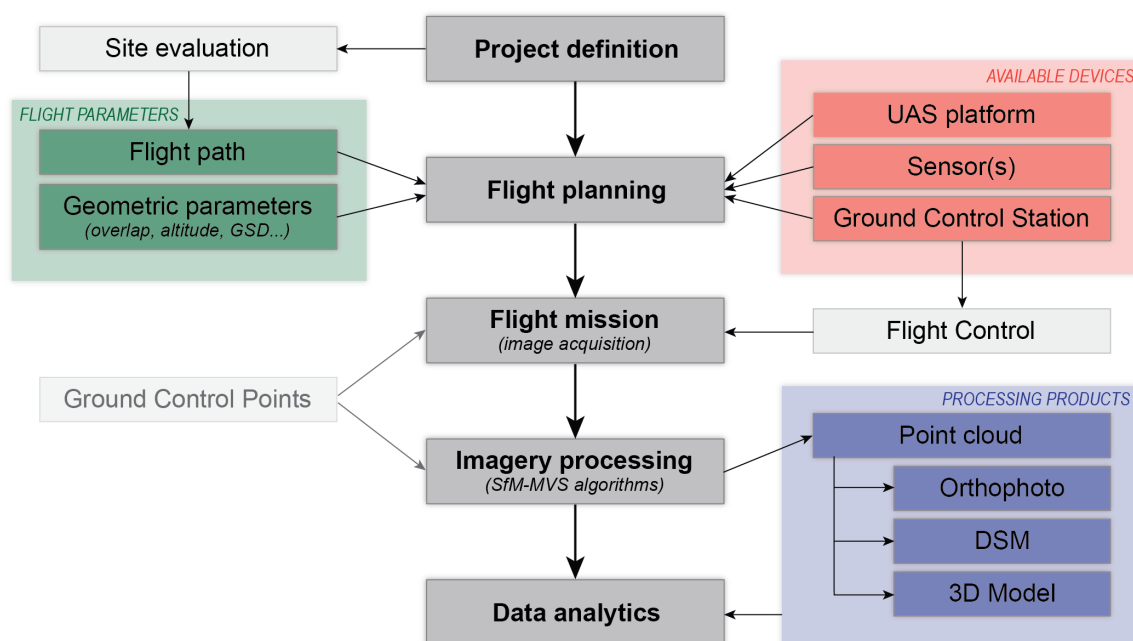 Site evaluation
Project definition
AVAILABLE DEVICES
FLIGHT PARAMETERS
UAS platform
Flight path
Sensor(s)
Flight planning
Geometric parameters
(overlap, altitude, GSD...)
Ground Control Station
Flight mission
(image acquisition)
Flight Control
Ground Control Points
PROCESSING PRODUCTS
Point cloud
Imagery processing
(SfM-MVS algorithms)
Orthophoto
DSM
3D Model
Data analytics